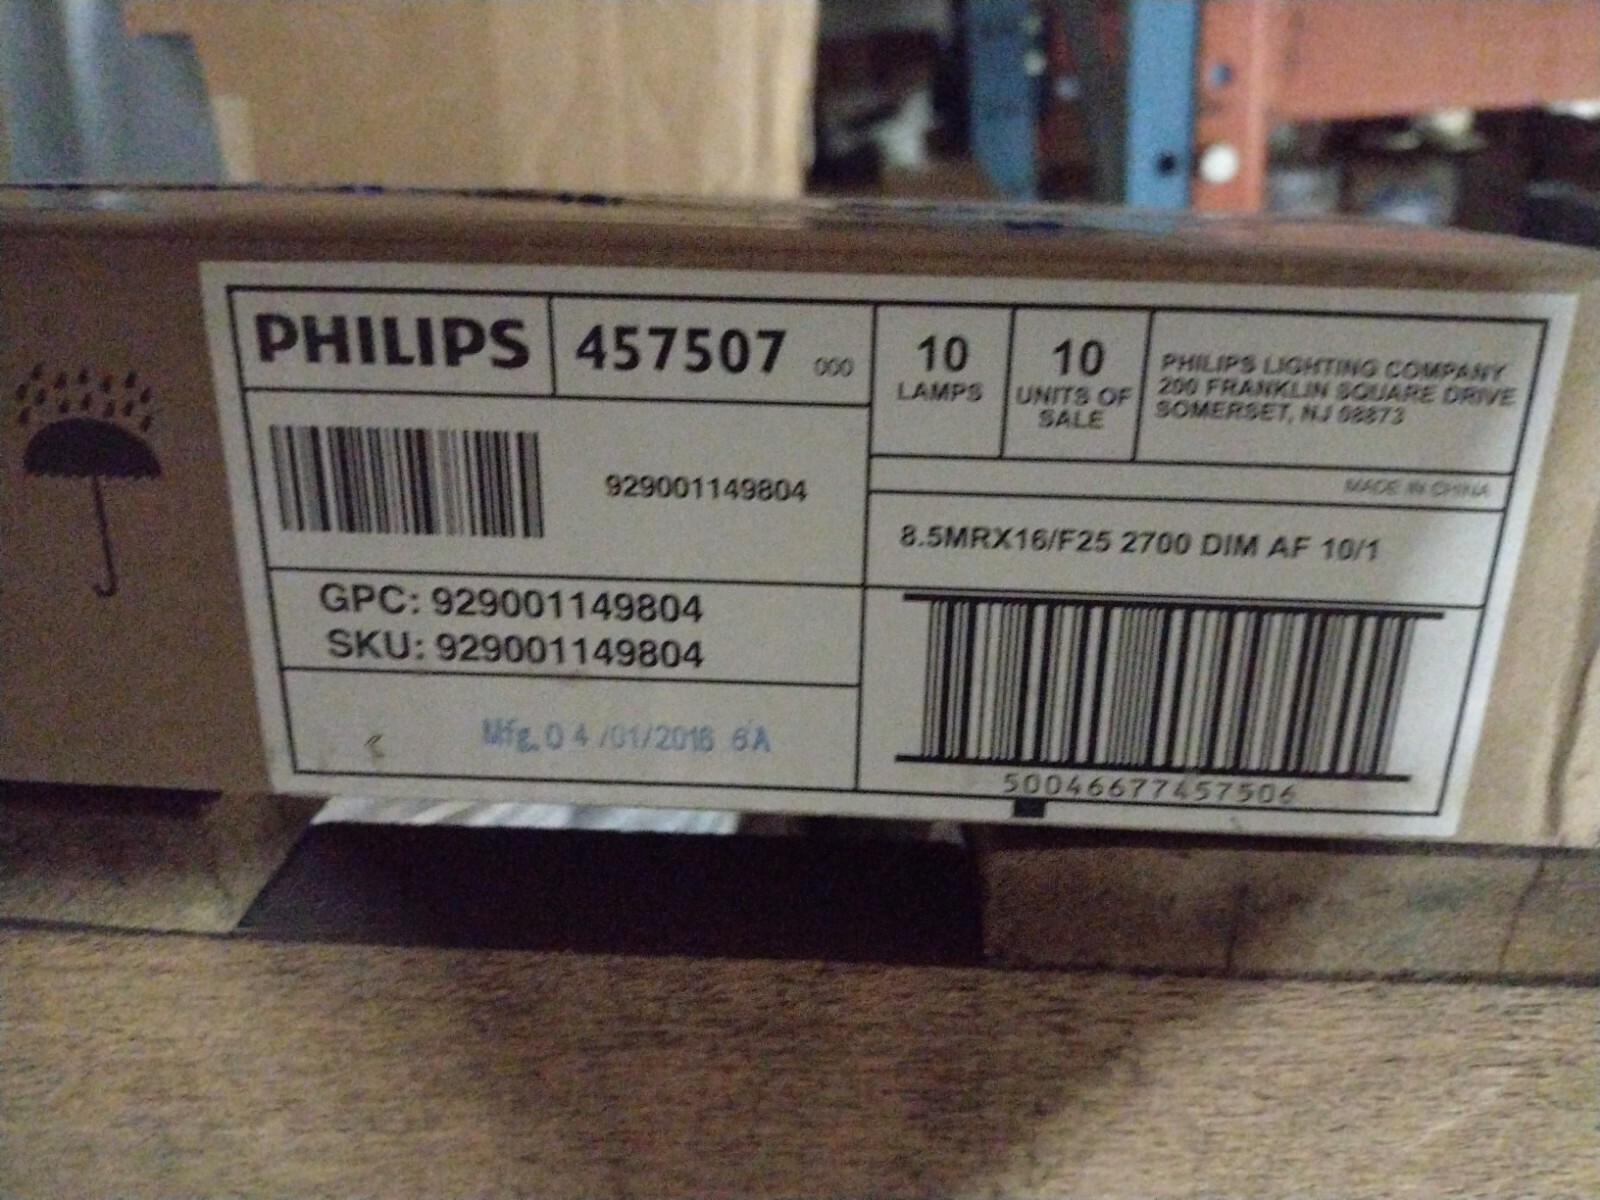 PHILIPS
457507 000
10
LAMPS
10
UNITS OF
SALE
PHILIPS LIGHTING COMPANY
200 FRANKLIN SQUARE DRIVE
SOMERSET, NJ 08873
929001149804
MADE IN CHINA
8.5MRX16/F25 2700 DIM AF 10/1
GPC: 929001149804
SKU: 929001149804
Mfg. 04/01/2016 6A
50046677457506